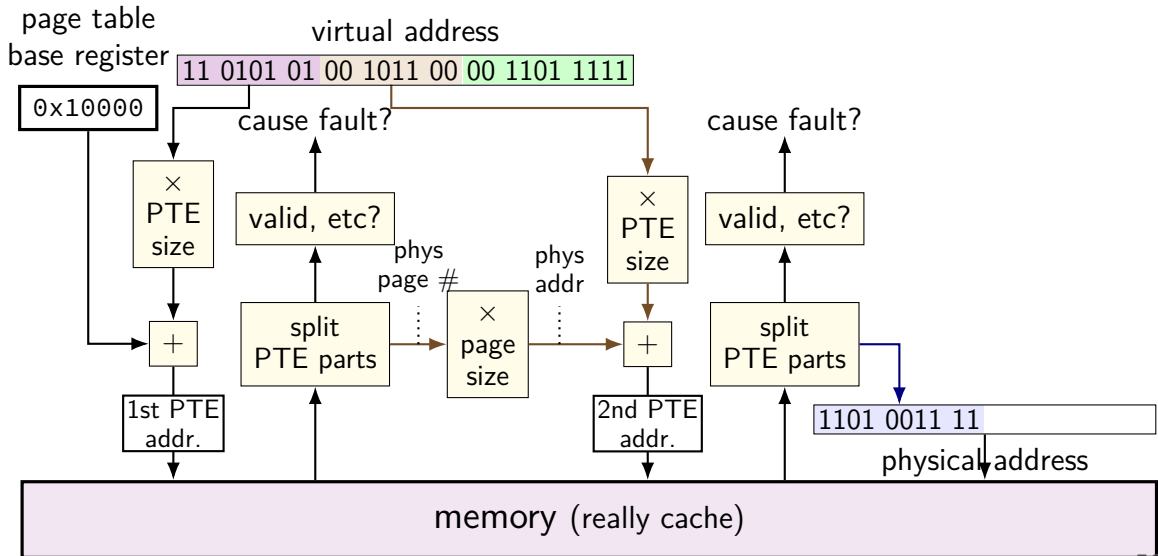 page table
base register
virtual address
11 0101 01 00 1011 00 00 1101 1111
0x10000
cause fault?
cause fault?
×
PTE
size
valid, etc?
×
PTE
size
valid, etc?
phys
page #
phys
addr
+
split
PTE parts
×
page
size
+
split
PTE parts
1st PTE
addr.
2nd PTE
addr.
1101 0011 11
physical address
memory (really cache)